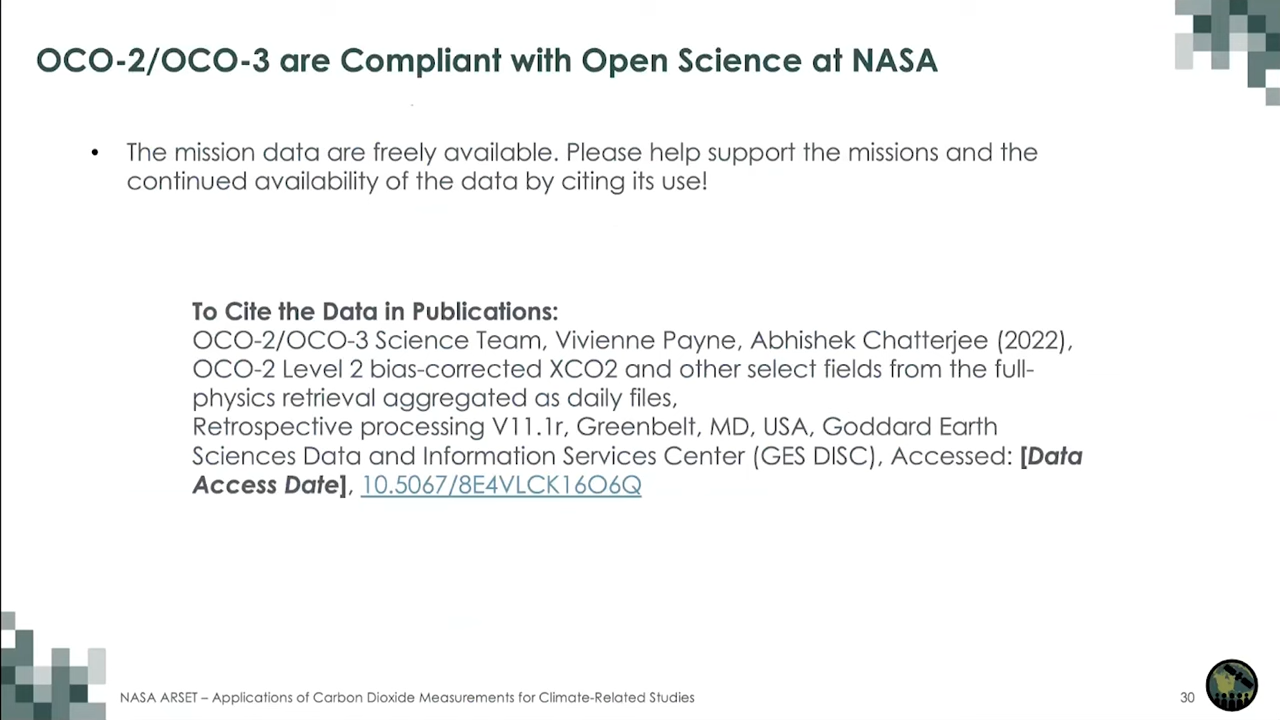 OCO-2/OCO-3 are Compliant with Open Science at NASA
• The mission data are freely available. Please help support the missions and the
continued availability of the data by citing its use!
To Cite the Data in Publications:
OCO-2/OCO-3 Science Team, Vivienne Payne, Abhishek Chatterjee (2022),
OCO-2 Level 2 bias-corrected XCO2 and other select fields from the full-
physics retrieval aggregated as daily files,
Retrospective processing V11.1r, Greenbelt, MD, USA, Goddard Earth
Sciences Data and Information Services Center (GES DISC), Accessed: [Data
Access Date], 10.5067/8E4VLCK16O6Q
NASA ARSET – Applications of Carbon Dioxide Measurements for Climate-Related Studies
30